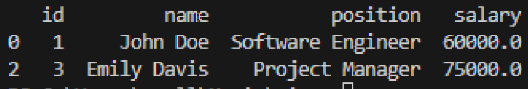 id name position salary
0 1 John Doe Software Engineer 60000.0
2 3 Emily Davis Project Manager 75000.0